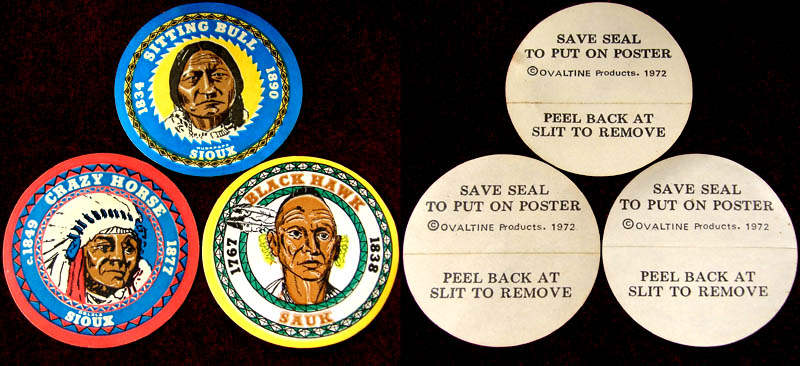 SITTING BULL
1834
1890
HUNKPAPA
SIOUX
CRAZY HORSE
c.1849
1877
OGLALA
SIOUX
BLACK HAWK
1767
1838
SAUK
SAVE SEAL
TO PUT ON POSTER
©OVALTINE Products. 1972
PEEL BACK AT
SLIT TO REMOVE
SAVE SEAL
TO PUT ON POSTER
©OVALTINE Products. 1972
PEEL BACK AT
SLIT TO REMOVE
SAVE SEAL
TO PUT ON POSTER
©OVALTINE Products. 1972
PEEL BACK AT
SLIT TO REMOVE